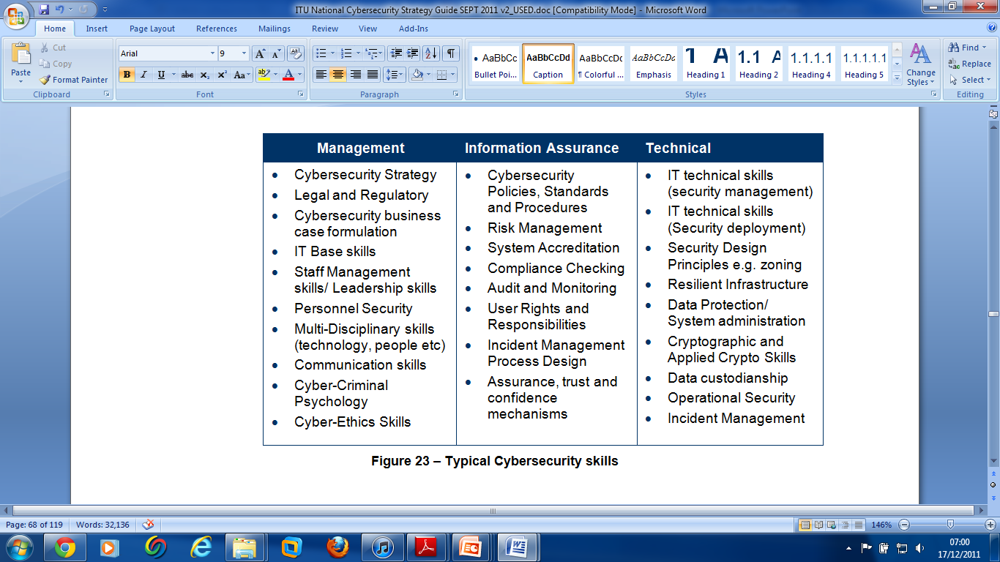 ITU National Cybersecurity Strategy Guide SEPT 2011 v2_USED.doc [Compatibility Mode] - Microsoft Word
Home Insert Page Layout References Mailings Review View Add-Ins
Paste
Cut
Copy
Format Painter
Clipboard
Arial 9
B I U abc x₂ x² Aa A
Font
Paragraph
AaBbCc AaBbCcDd AaBbCcDc AaBbCcDc 1 A 1.1 A 1.1.1.1 1.1.1.1.1
Bullet Poi... Caption ¶ Colorful ... Emphasis Heading 1 Heading 2 Heading 4 Heading 5
Change
Styles
Styles
Find
Replace
Select
Editing
Management
• Cybersecurity Strategy
• Legal and Regulatory
• Cybersecurity business
case formulation
• IT Base skills
• Staff Management
skills/ Leadership skills
• Personnel Security
• Multi-Disciplinary skills
(technology, people etc)
• Communication skills
• Cyber-Criminal
Psychology
• Cyber-Ethics Skills
Information Assurance
• Cybersecurity
Policies, Standards
and Procedures
• Risk Management
• System Accreditation
• Compliance Checking
• Audit and Monitoring
• User Rights and
Responsibilities
• Incident Management
Process Design
• Assurance, trust and
confidence
mechanisms
Technical
• IT technical skills
(security management)
• IT technical skills
(Security deployment)
• Security Design
Principles e.g. zoning
• Resilient Infrastructure
• Data Protection/
System administration
• Cryptographic and
Applied Crypto Skills
• Data custodianship
• Operational Security
• Incident Management
Figure 23 – Typical Cybersecurity skills
Page: 68 of 119 Words: 32,136
146%
07:00
17/12/2011